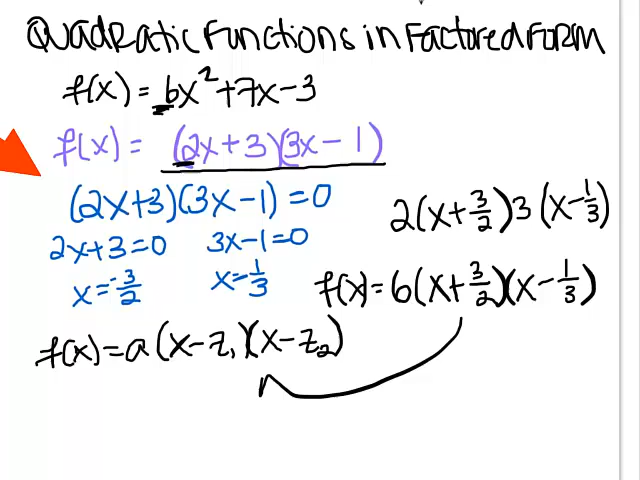 Quadratic Functions in Factored Form
f(x) = 6x² + 7x - 3
f(x) = (2x + 3)(3x - 1)
(2x+3)(3x-1) = 0
2x+3=0 3x-1=0
x = -3/2 x = 1/3
2(x + 3/2)3(x - 1/3)
f(x) = 6(x + 3/2)(x - 1/3)
f(x) = a(x - z₁)(x - z₂)